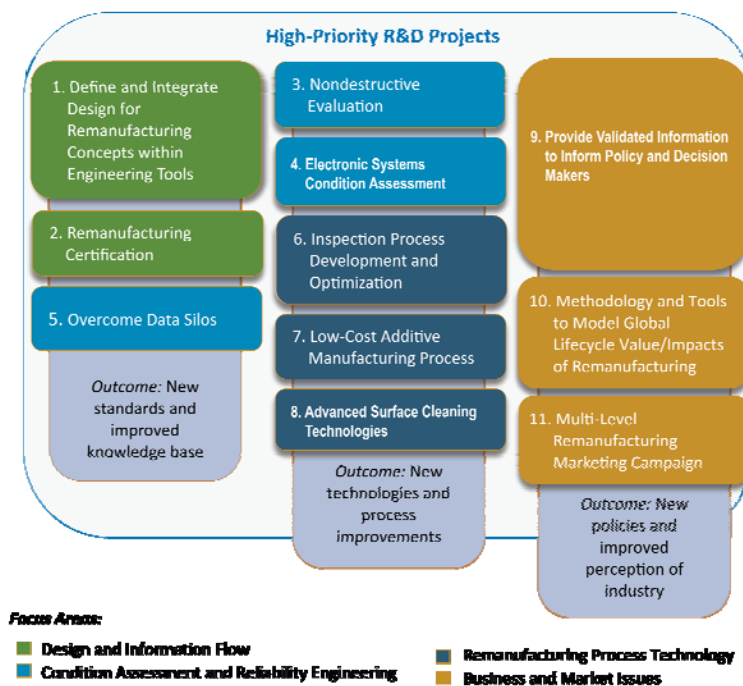 High-Priority R&D Projects
1. Define and Integrate
Design for
Remanufacturing
Concepts within
Engineering Tools
2. Remanufacturing
Certification
5. Overcome Data Silos
Outcome: New
standards and
improved
knowledge base
3. Nondestructive
Evaluation
4. Electronic Systems
Condition Assessment
6. Inspection Process
Development and
Optimization
7. Low-Cost Additive
Manufacturing Process
8. Advanced Surface Cleaning
Technologies
Outcome: New
technologies and
process improvements
9. Provide Validated Information
to Inform Policy and Decision
Makers
10. Methodology and Tools
to Model Global
Lifecycle Value/Impacts
of Remanufacturing
11. Multi-Level
Remanufacturing
Marketing Campaign
Outcome: New
policies and
improved
perception of
industry
Focus Areas:
Design and Information Flow
Condition Assessment and Reliability Engineering
Remanufacturing Process Technology
Business and Market Issues